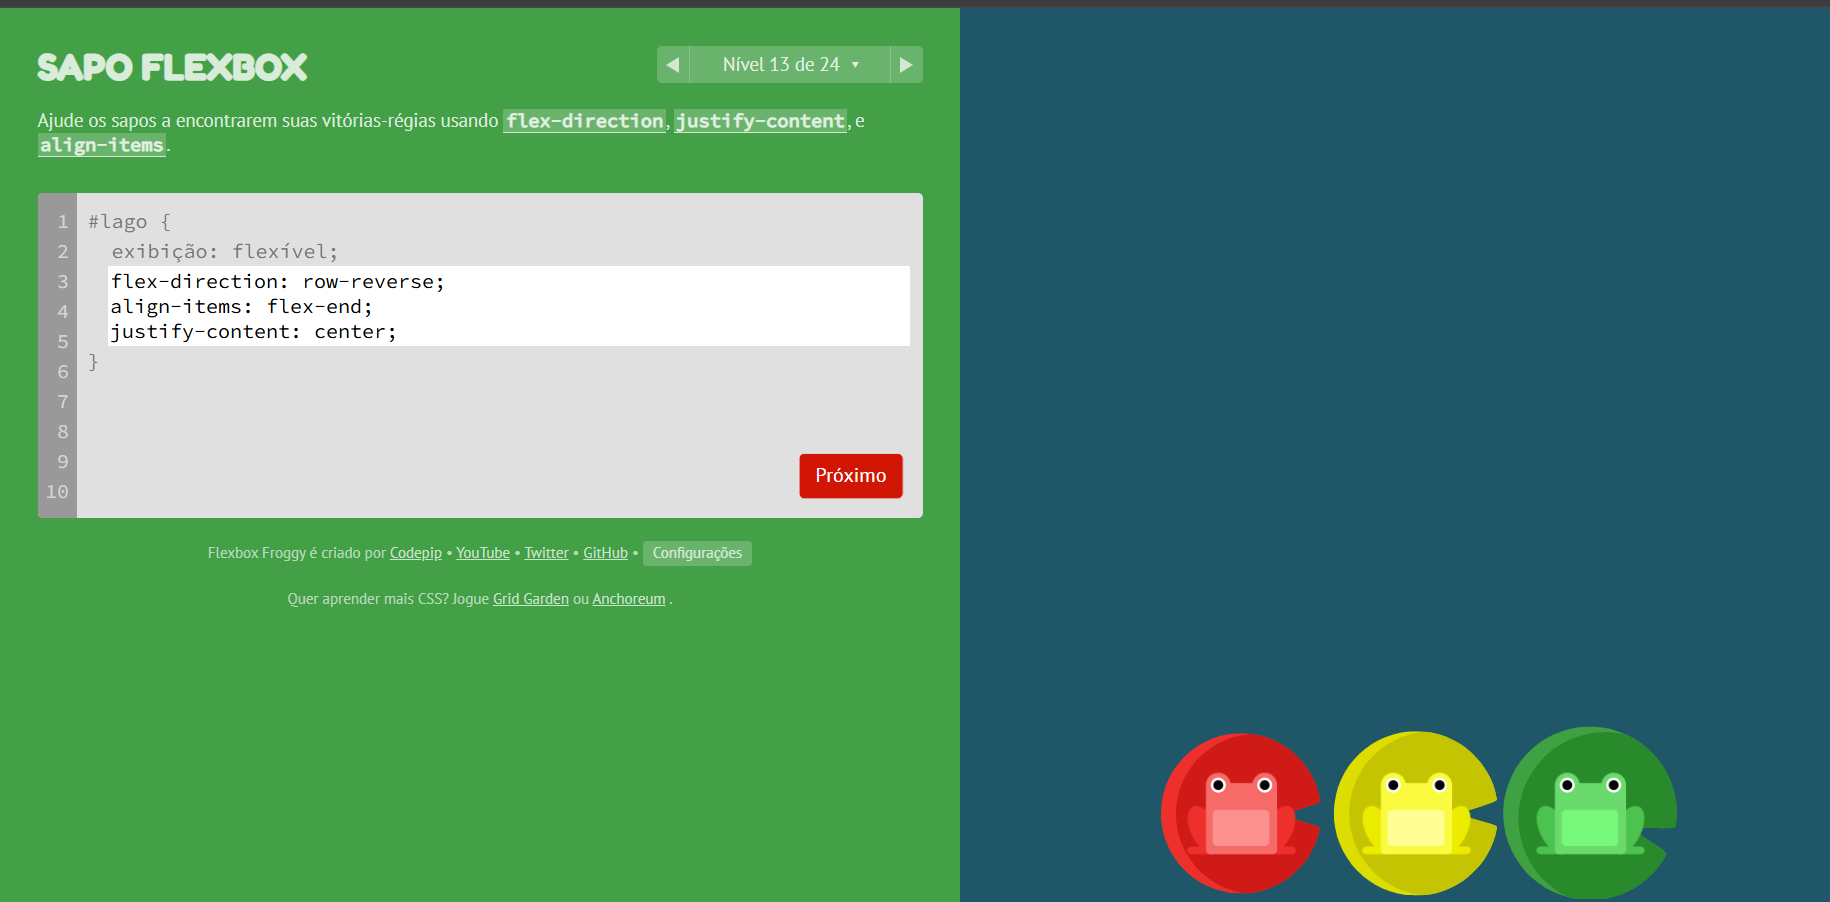 SAPO FLEXBOX
◀ Nível 13 de 24 ▾ ▶
Ajude os sapos a encontrarem suas vitórias-régias usando flex-direction, justify-content, e
align-items.
1 #lago {
2 exibição: flexível;
3 flex-direction: row-reverse;
4 align-items: flex-end;
5 justify-content: center;
6 }
7
8
9
10
Próximo
Flexbox Froggy é criado por Codepip • YouTube • Twitter • GitHub • Configurações
Quer aprender mais CSS? Jogue Grid Garden ou Anchoreum .